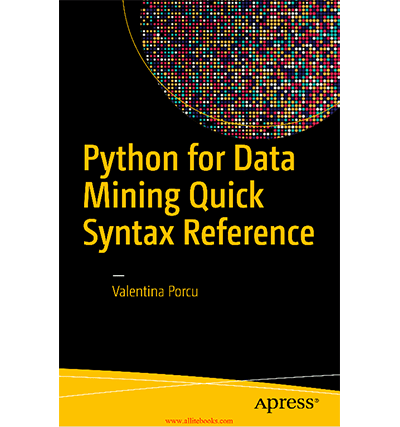 Python for Data
Mining Quick
Syntax Reference
Valentina Porcu
Apress®
www.allitebooks.com